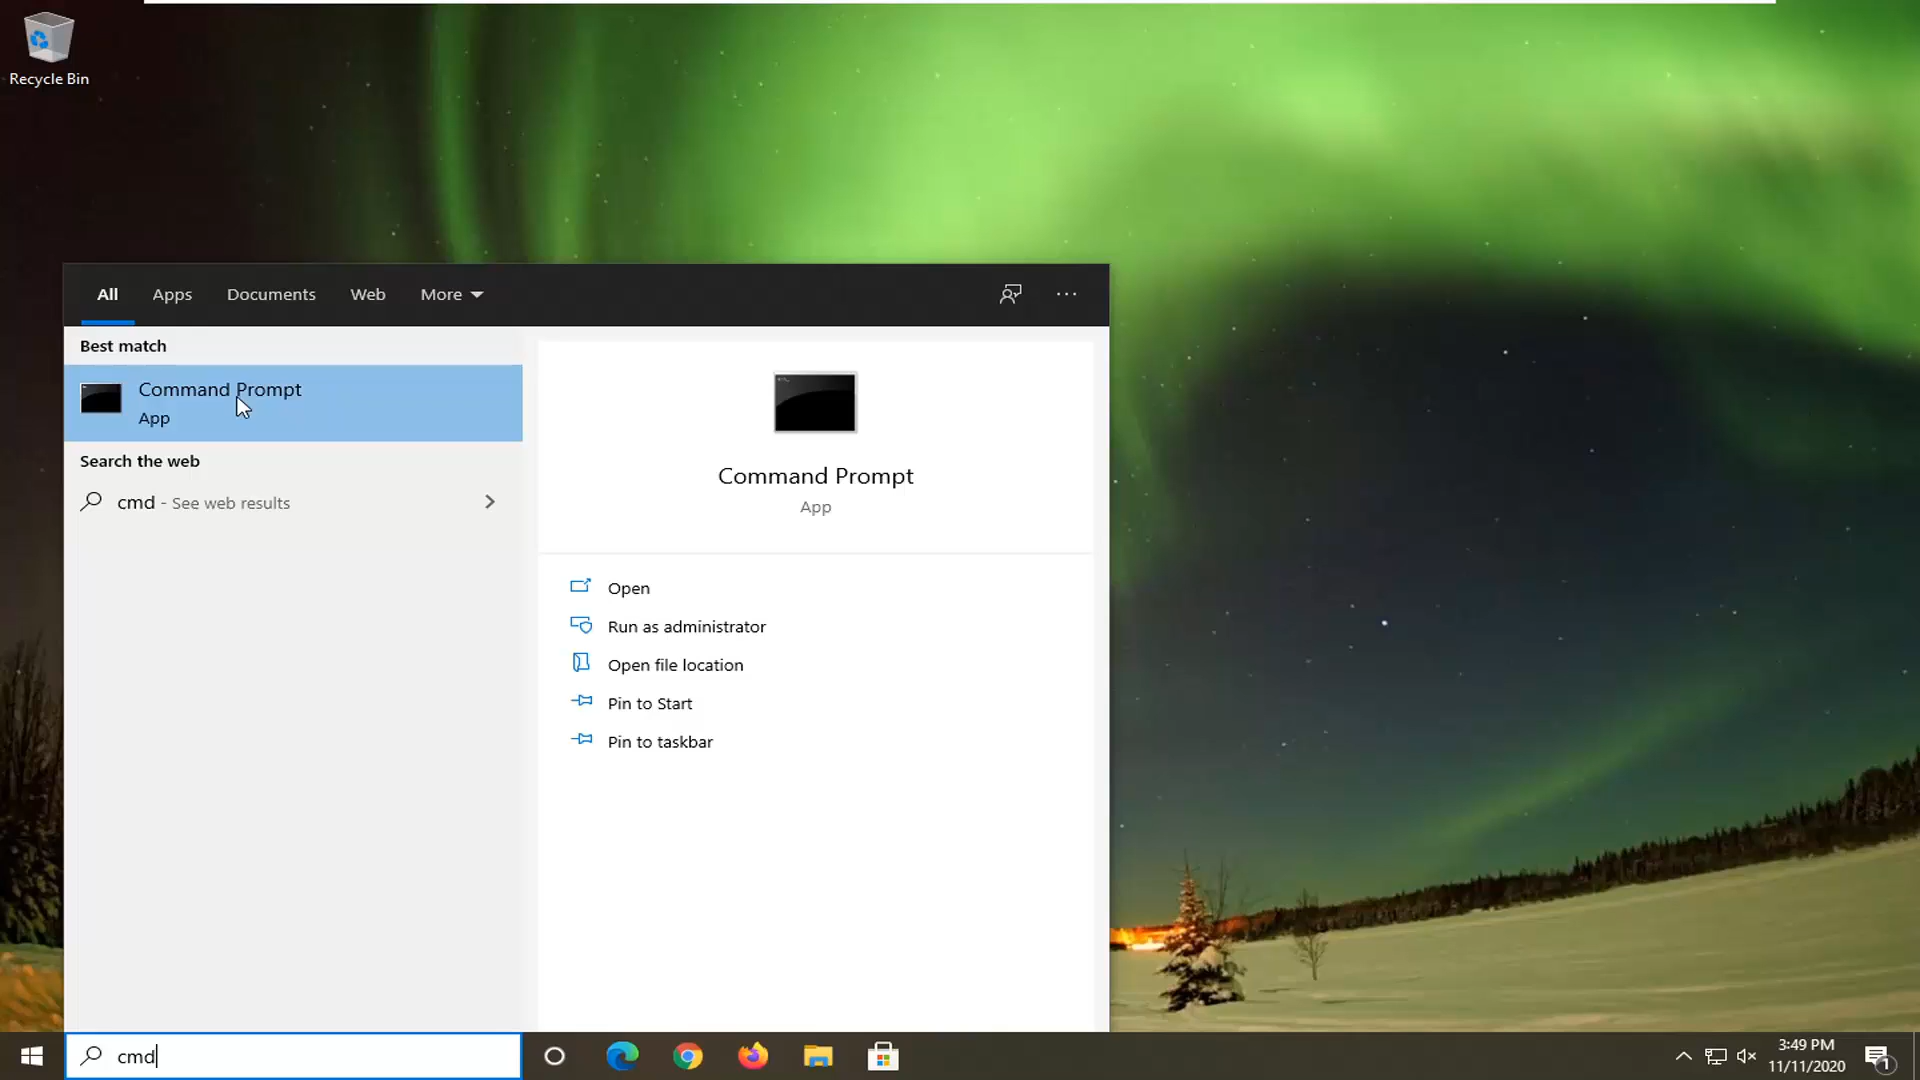 Recycle Bin
All Apps Documents Web More
Best match
Command Prompt
App
Search the web
cmd - See web results
Command Prompt
App
Open
Run as administrator
Open file location
Pin to Start
Pin to taskbar
cmd
3:49 PM
11/11/2020
1